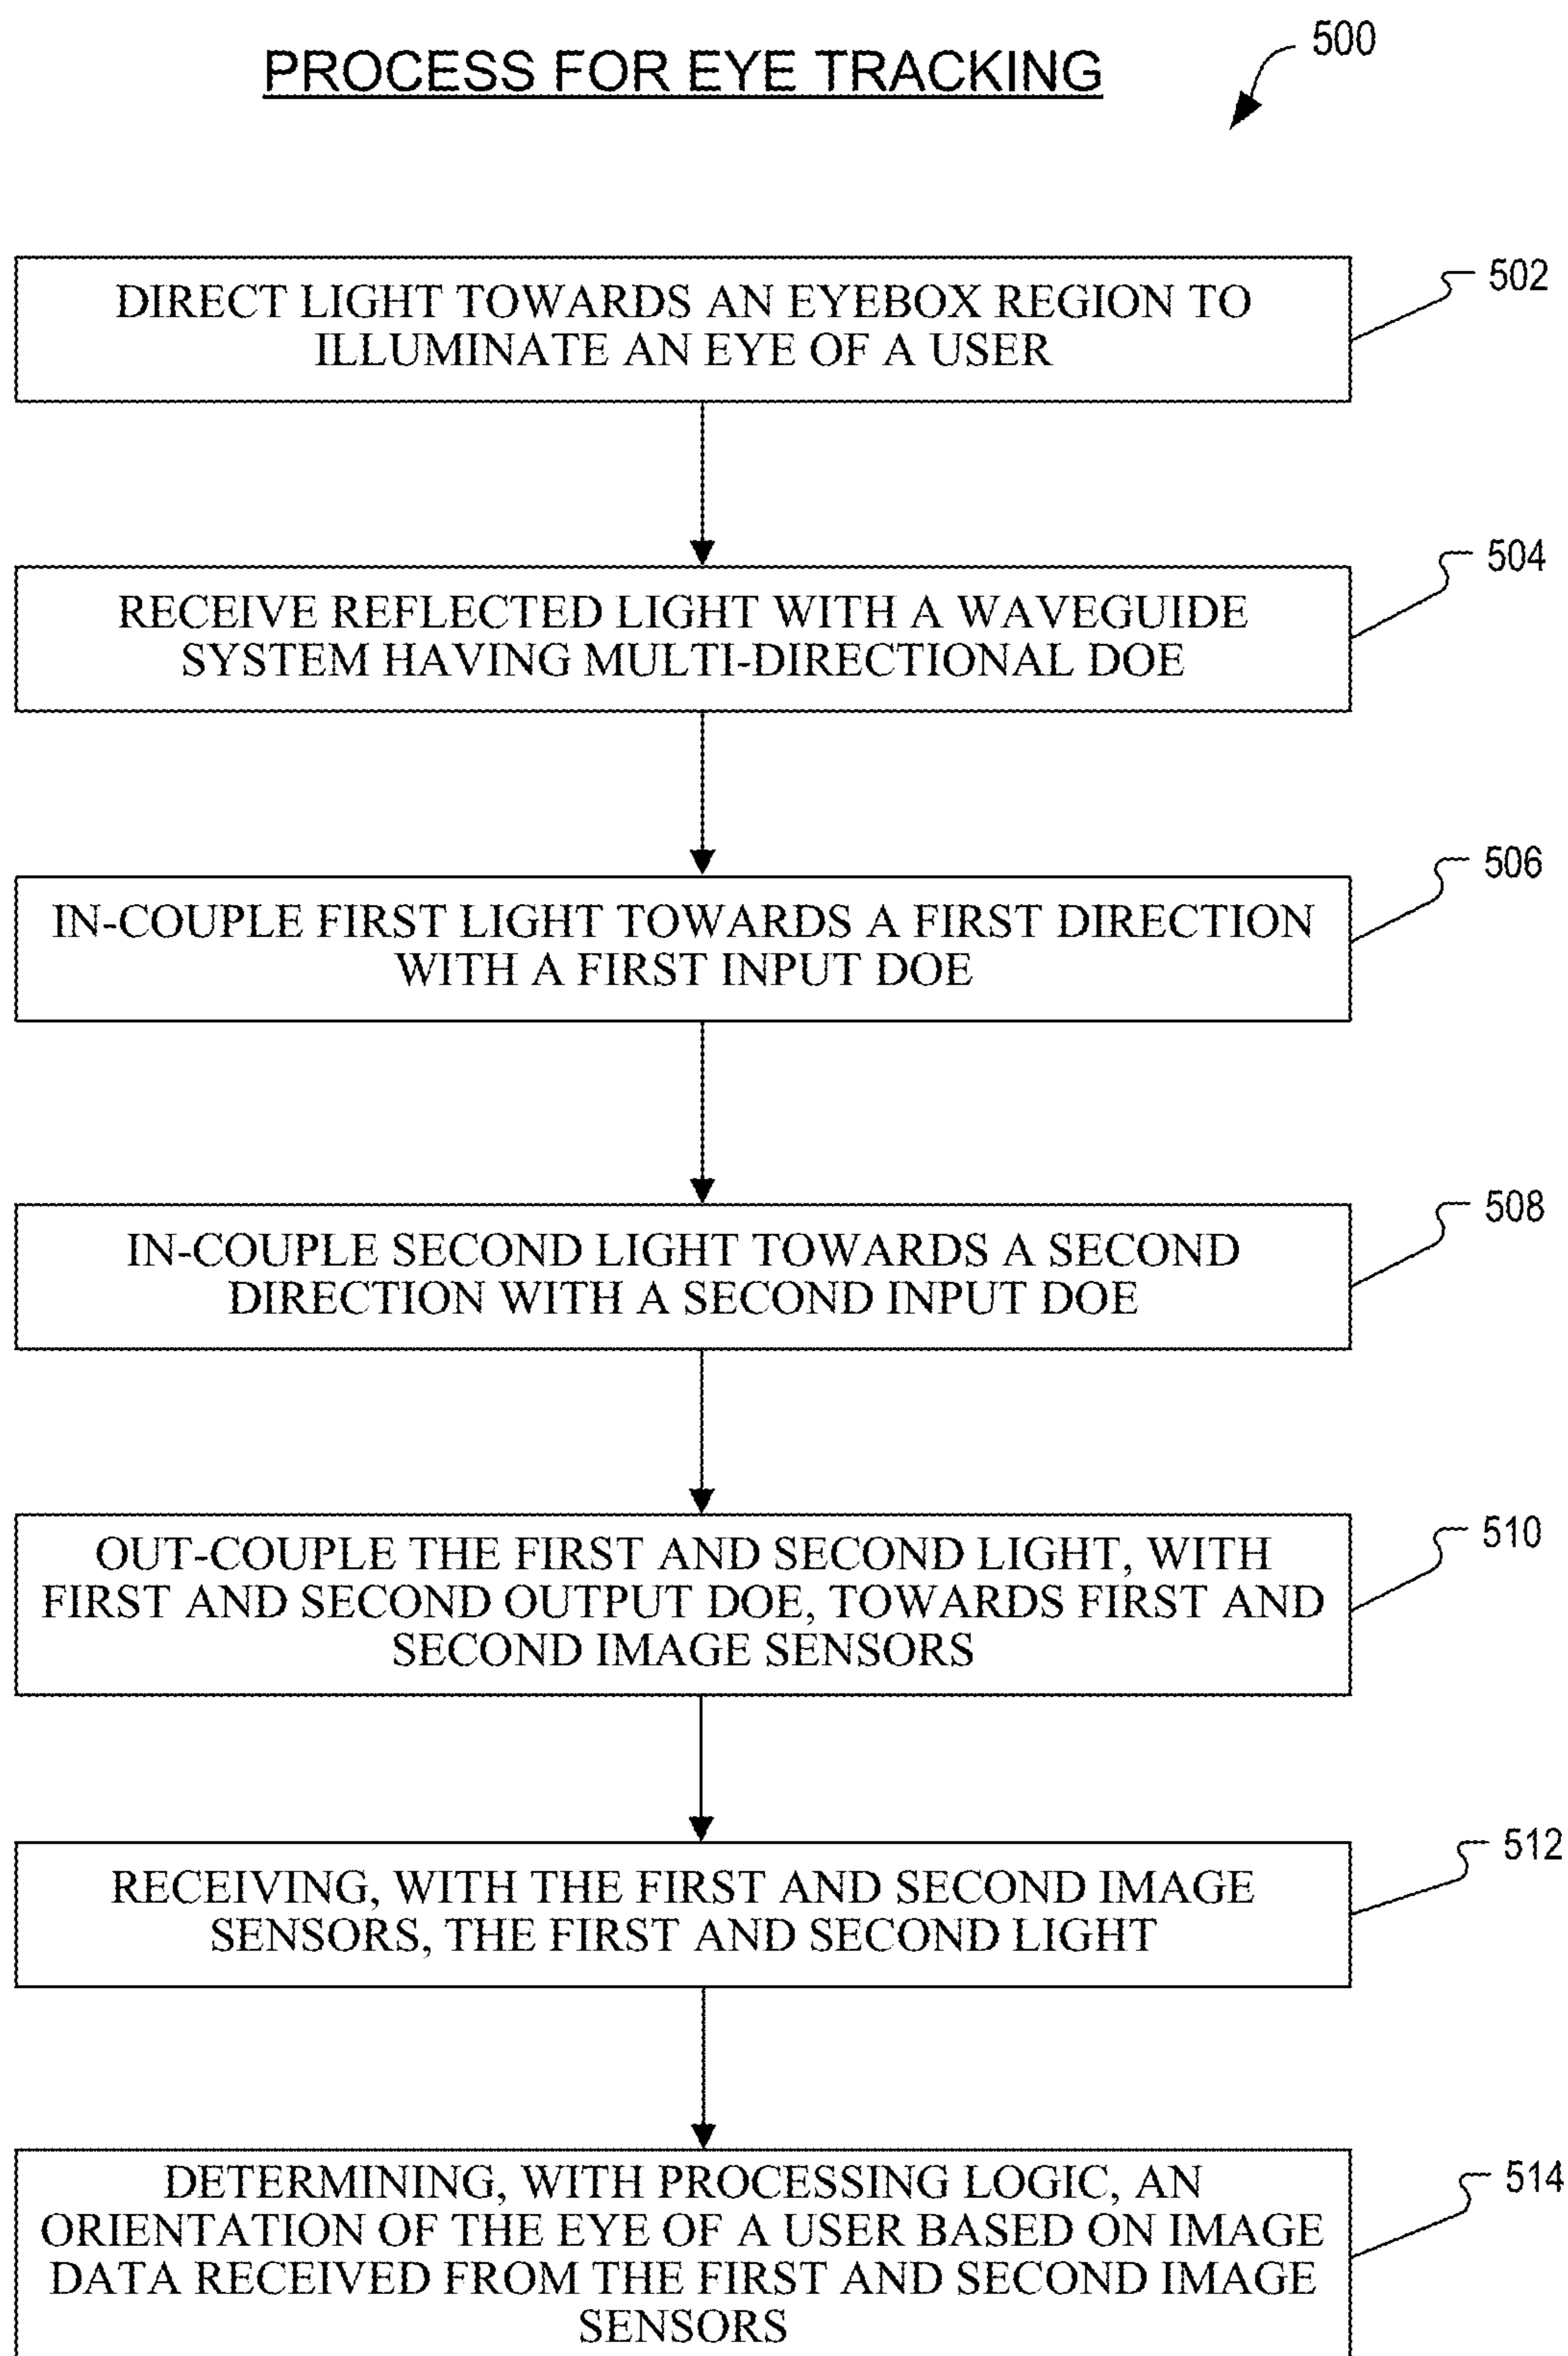 PROCESS FOR EYE TRACKING
500
DIRECT LIGHT TOWARDS AN EYEBOX REGION TO
ILLUMINATE AN EYE OF A USER
502
RECEIVE REFLECTED LIGHT WITH A WAVEGUIDE
SYSTEM HAVING MULTI-DIRECTIONAL DOE
504
IN-COUPLE FIRST LIGHT TOWARDS A FIRST DIRECTION
WITH A FIRST INPUT DOE
506
IN-COUPLE SECOND LIGHT TOWARDS A SECOND
DIRECTION WITH A SECOND INPUT DOE
508
OUT-COUPLE THE FIRST AND SECOND LIGHT, WITH
FIRST AND SECOND OUTPUT DOE, TOWARDS FIRST AND
SECOND IMAGE SENSORS
510
RECEIVING, WITH THE FIRST AND SECOND IMAGE
SENSORS, THE FIRST AND SECOND LIGHT
512
DETERMINING, WITH PROCESSING LOGIC, AN
ORIENTATION OF THE EYE OF A USER BASED ON IMAGE
DATA RECEIVED FROM THE FIRST AND SECOND IMAGE
SENSORS
514